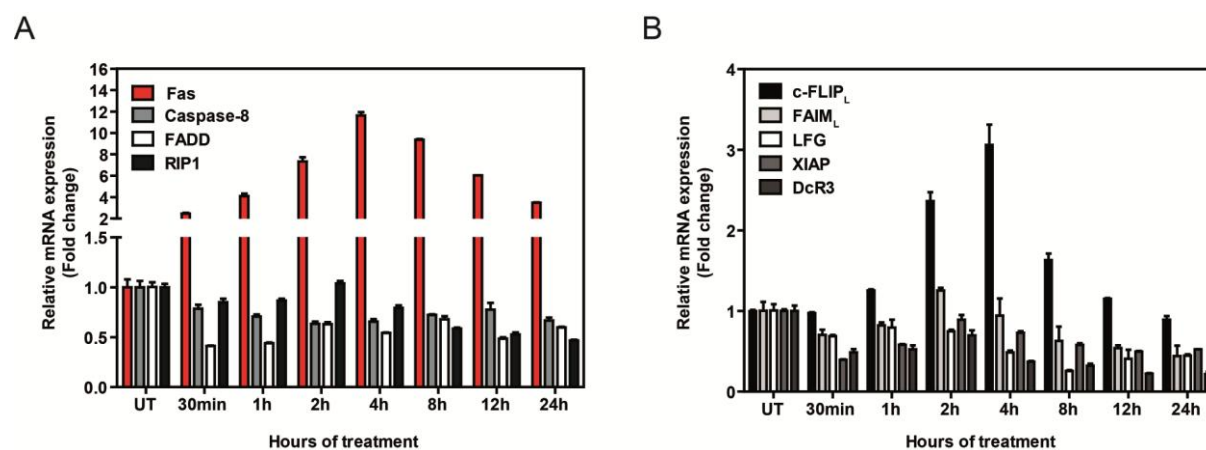 A
Relative mRNA expression
(Fold change)
16
14
12
10
8
6
4
2
1.5
1.0
0.5
0.0
Fas
Caspase-8
FADD
RIP1
UT 30min 1h 2h 4h 8h 12h 24h
Hours of treatment
B
Relative mRNA expression
(Fold change)
4
3
2
1
0
c-FLIPL
FAIML
LFG
XIAP
DcR3
UT 30min 1h 2h 4h 8h 12h 24h
Hours of treatment